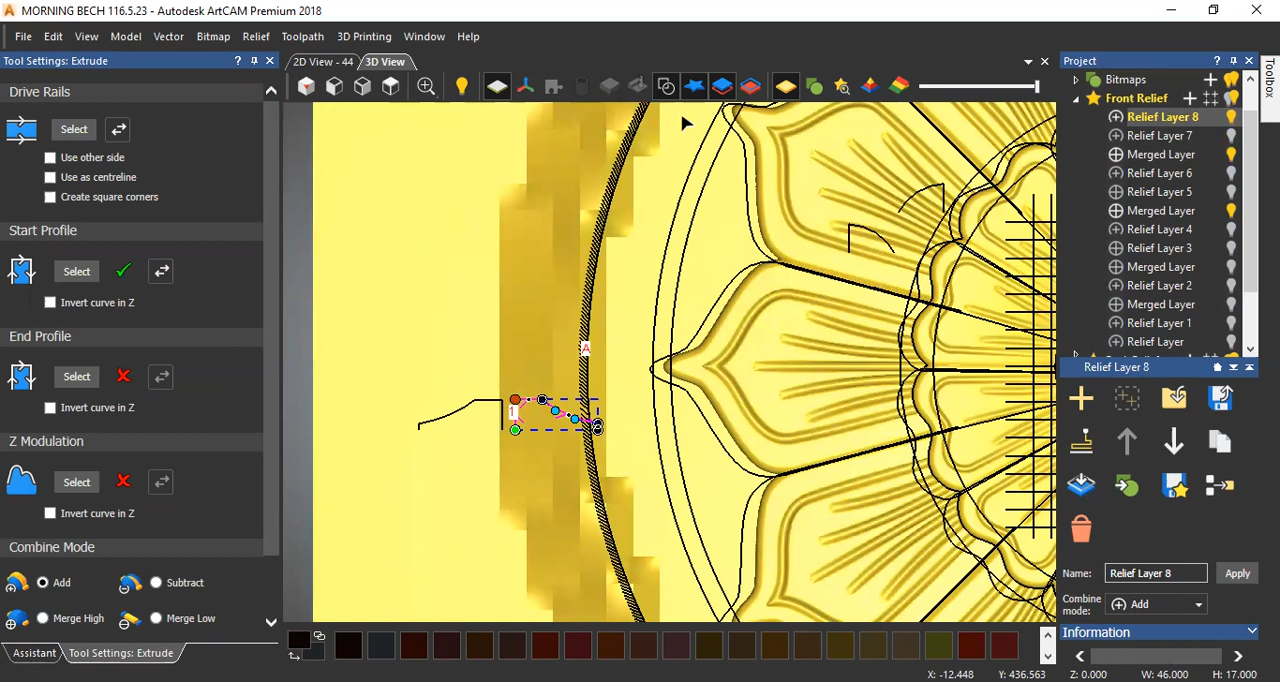 MORNING BECH 116.5.23 - Autodesk ArtCAM Premium 2018
File Edit View Model Vector Bitmap Relief Toolpath 3D Printing Window Help
Tool Settings: Extrude
2D View - 44 3D View
Project
Toolbox
Drive Rails
Select
Use other side
Use as centreline
Create square corners
Start Profile
Select
Invert curve in Z
End Profile
Select
Invert curve in Z
Z Modulation
Select
Invert curve in Z
Combine Mode
Add Subtract
Merge High Merge Low
Assistant Tool Settings: Extrude
A
1
Bitmaps
Front Relief
Relief Layer 8
Relief Layer 7
Merged Layer
Relief Layer 6
Relief Layer 5
Merged Layer
Relief Layer 4
Relief Layer 3
Merged Layer
Relief Layer 2
Merged Layer
Relief Layer 1
Relief Layer
Relief Layer 8
Name: Relief Layer 8 Apply
Combine mode: Add
Information
X: -12.448 Y: 436.563 Z: 0.000 W: 46.000 H: 17.000